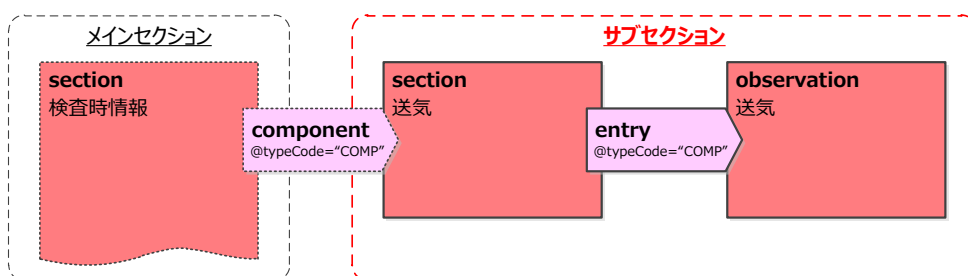 メインセクション
サブセクション
section
検査時情報
component
@typeCode=“COMP”
section
送気
entry
@typeCode=“COMP”
observation
送気